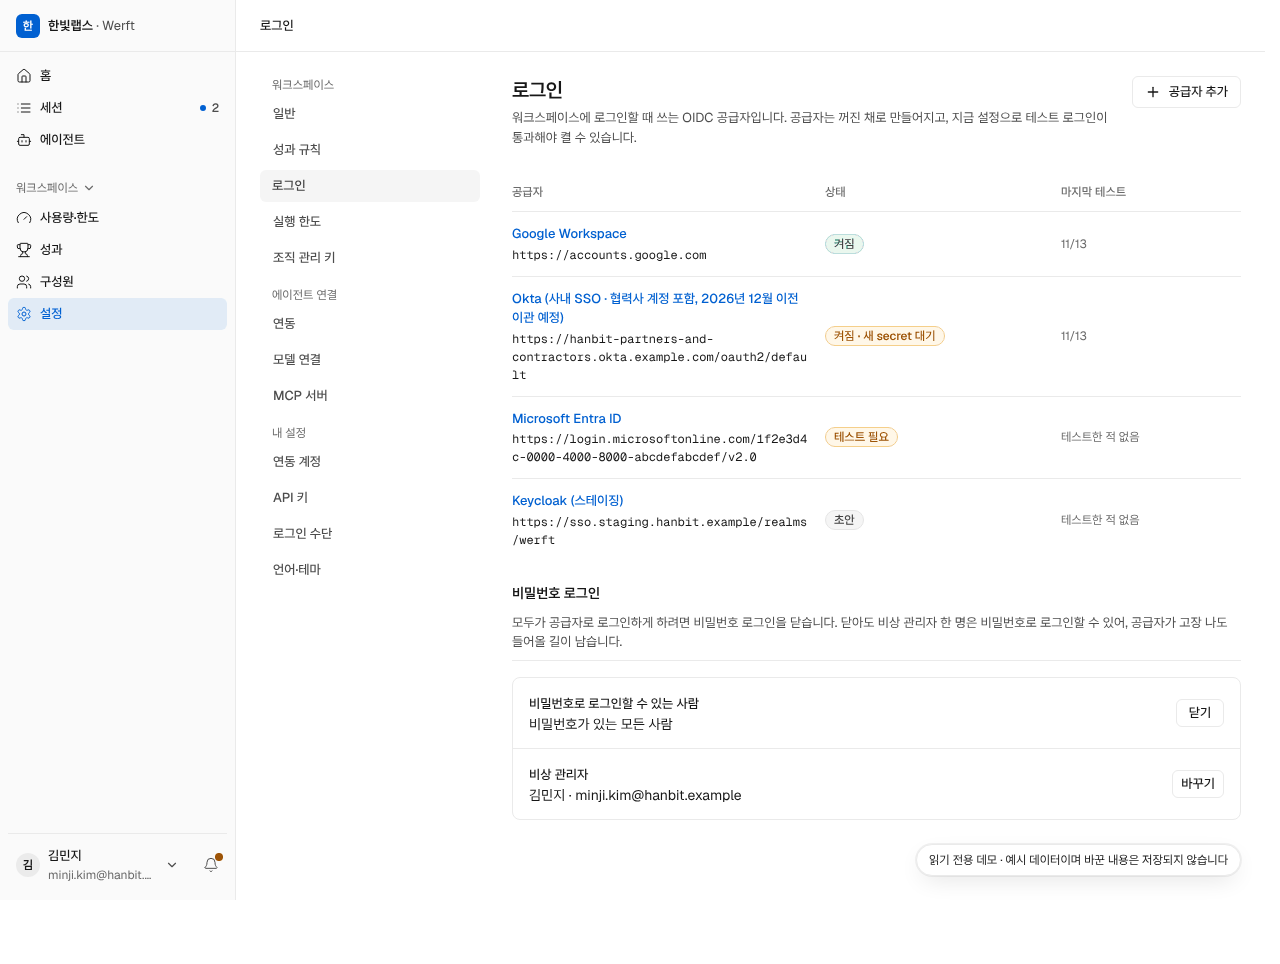 한 한빛랩스 · Werft
로그인
홈
세션 2
에이전트
워크스페이스
사용량·한도
성과
구성원
설정
김 김민지
minji.kim@hanbit....
워크스페이스
일반
성과 규칙
로그인
실행 한도
조직 관리 키
에이전트 연결
연동
모델 연결
MCP 서버
내 설정
연동 계정
API 키
로그인 수단
언어·테마
로그인
공급자 추가
워크스페이스에 로그인할 때 쓰는 OIDC 공급자입니다. 공급자는 꺼진 채로 만들어지고, 지금 설정으로 테스트 로그인이
통과해야 켤 수 있습니다.
공급자 상태 마지막 테스트
Google Workspace
https://accounts.google.com
켜짐
11/13
Okta (사내 SSO · 협력사 계정 포함, 2026년 12월 이전
이관 예정)
https://hanbit-partners-and-
contractors.okta.example.com/oauth2/defau
lt
켜짐 · 새 secret 대기
11/13
Microsoft Entra ID
https://login.microsoftonline.com/1f2e3d4
c-0000-4000-8000-abcdefabcdef/v2.0
테스트 필요
테스트한 적 없음
Keycloak (스테이징)
https://sso.staging.hanbit.example/realms
/werft
초안
테스트한 적 없음
비밀번호 로그인
모두가 공급자로 로그인하게 하려면 비밀번호 로그인을 닫습니다. 닫아도 비상 관리자 한 명은 비밀번호로 로그인할 수 있어, 공급자가 고장 나도
들어올 길이 남습니다.
비밀번호로 로그인할 수 있는 사람
비밀번호가 있는 모든 사람
닫기
비상 관리자
김민지 · minji.kim@hanbit.example
바꾸기
읽기 전용 데모 · 예시 데이터이며 바꾼 내용은 저장되지 않습니다